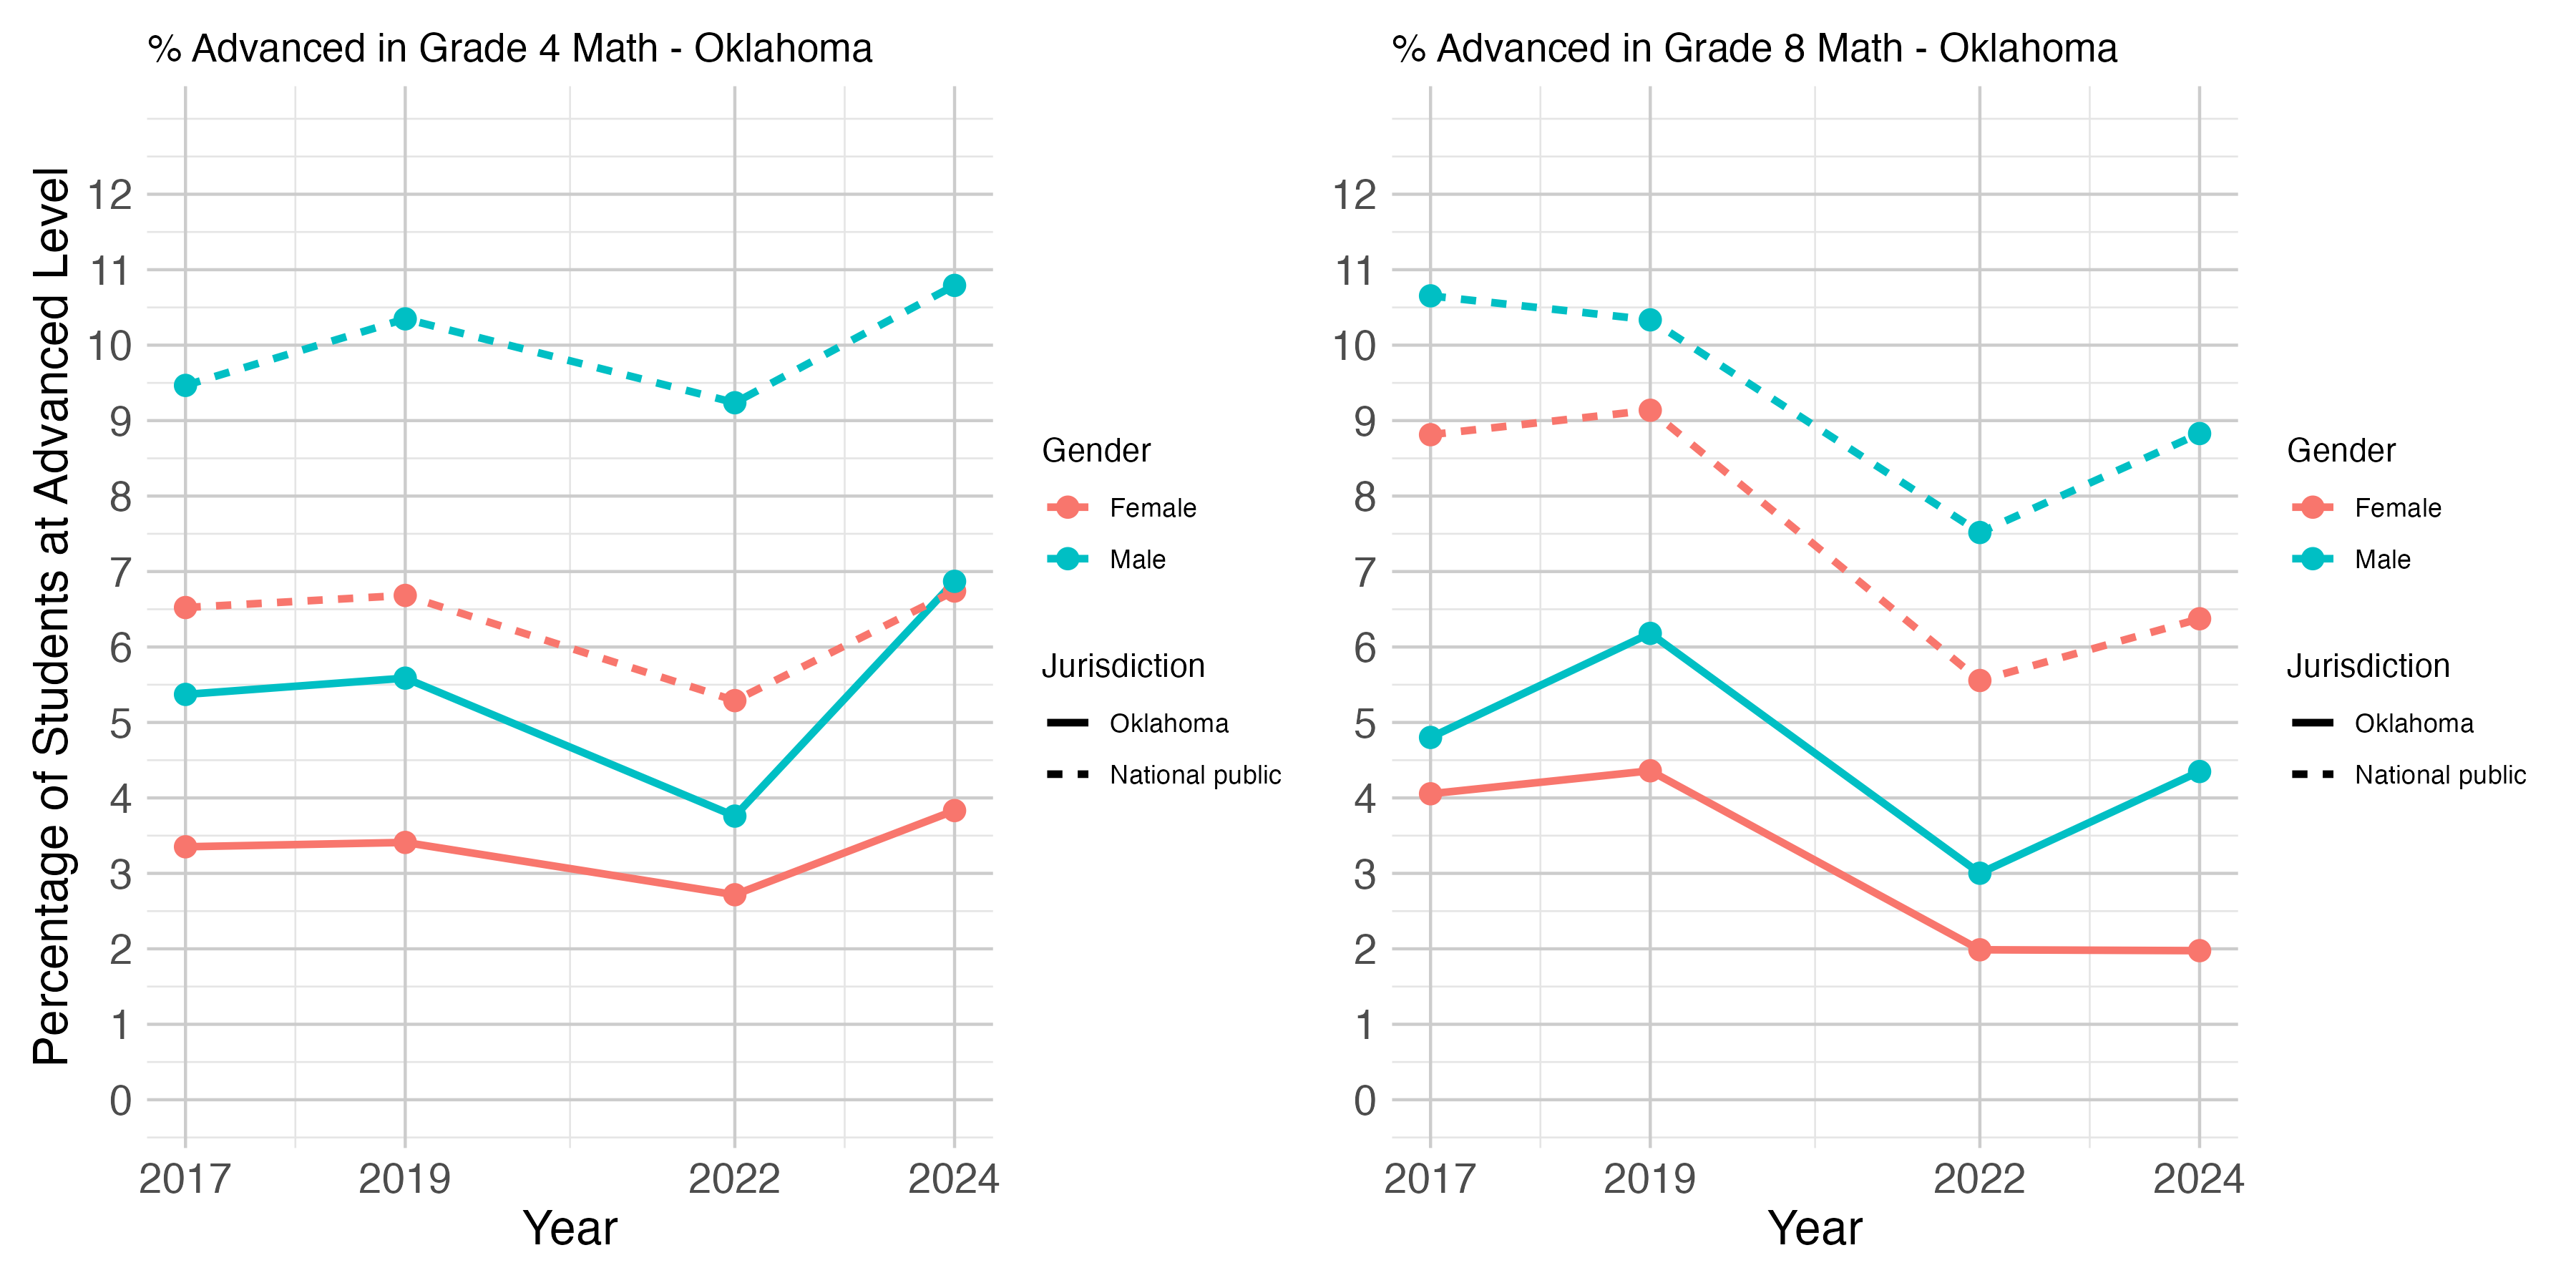 % Advanced in Grade 4 Math - Oklahoma
Percentage of Students at Advanced Level
12
11
10
9
8
7
6
5
4
3
2
1
0
2017 2019 2022 2024
Year
Gender
Female
Male
Jurisdiction
Oklahoma
National public
% Advanced in Grade 8 Math - Oklahoma
12
11
10
9
8
7
6
5
4
3
2
1
0
2017 2019 2022 2024
Year
Gender
Female
Male
Jurisdiction
Oklahoma
National public